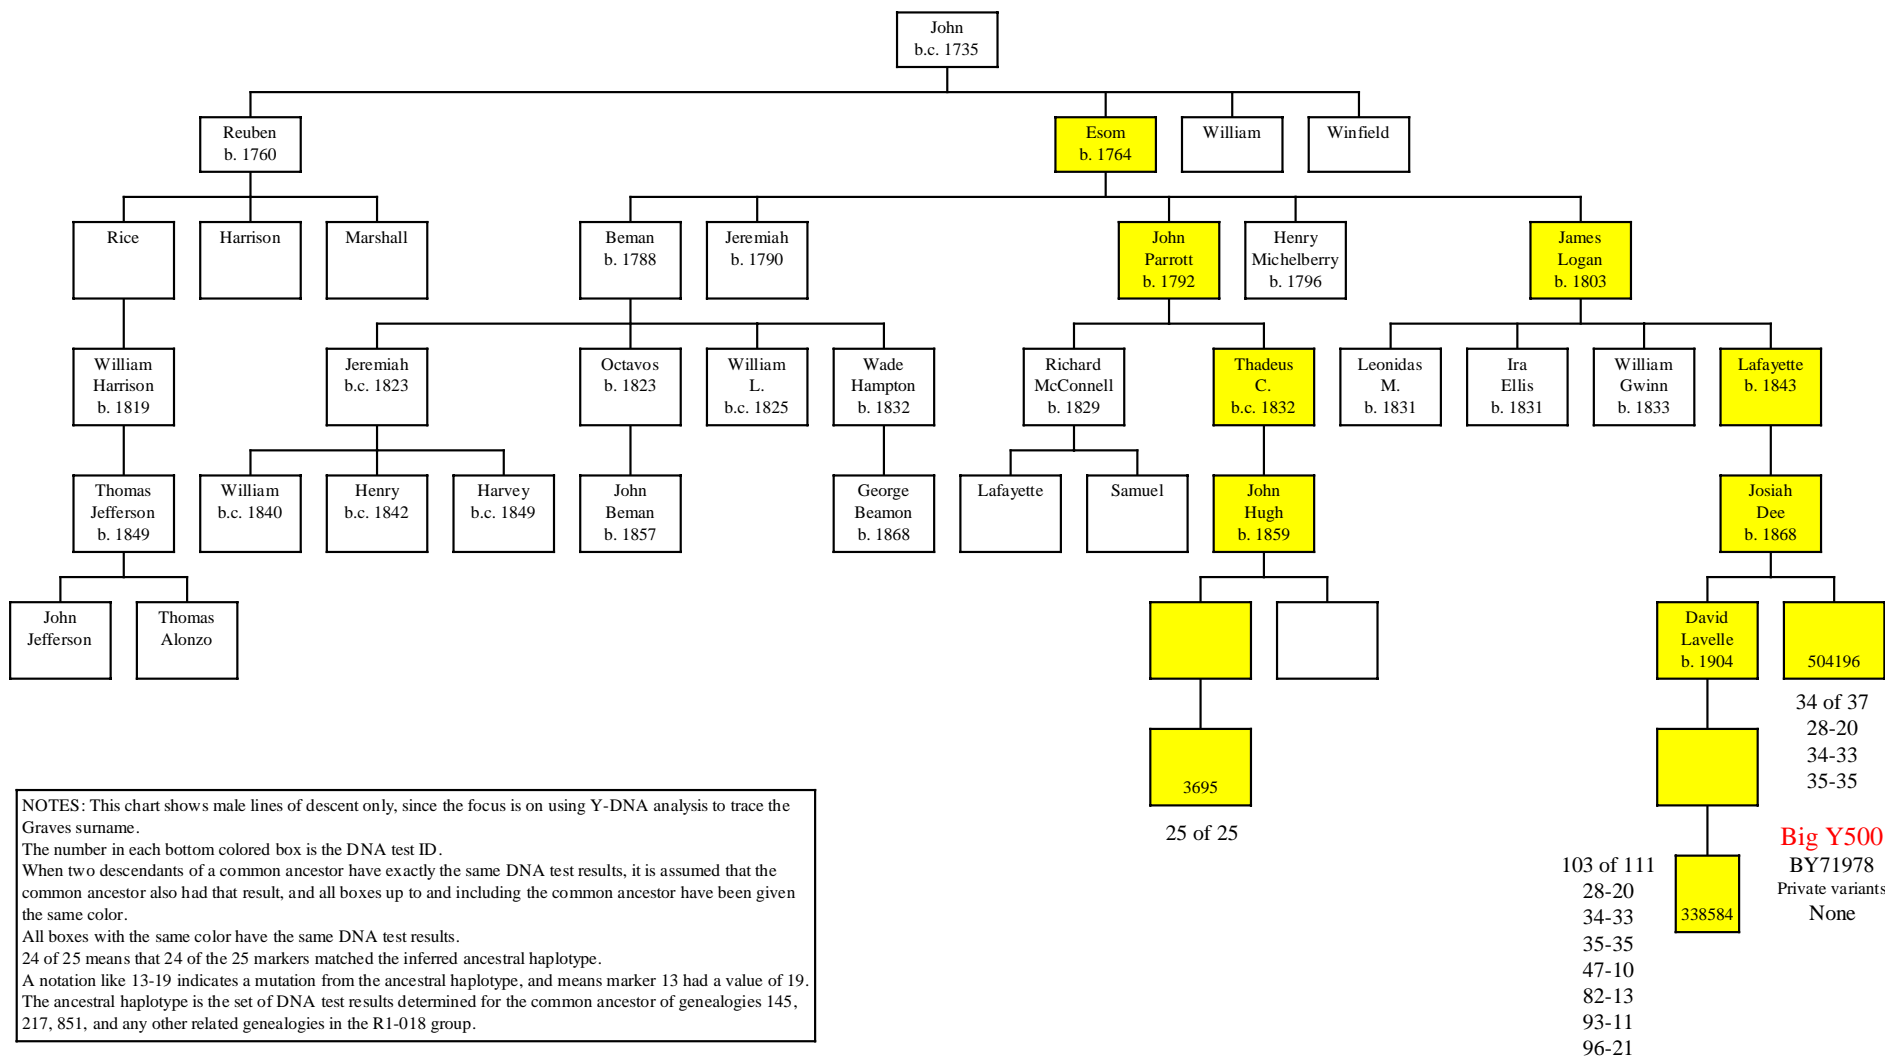 John
b.c. 1735
Reuben
b. 1760
Esom
b. 1764
William
Winfield
Rice
Harrison
Marshall
Beman
b. 1788
Jeremiah
b. 1790
John
Parrott
b. 1792
Henry
Michelberry
b. 1796
James
Logan
b. 1803
William
Harrison
b. 1819
Jeremiah
b.c. 1823
Octavos
b. 1823
William
L.
b.c. 1825
Wade
Hampton
b. 1832
Richard
McConnell
b. 1829
Thadeus
C.
b.c. 1832
Leonidas
M.
b. 1831
Ira
Ellis
b. 1831
William
Gwinn
b. 1833
Lafayette
b. 1843
Thomas
Jefferson
b. 1849
William
b.c. 1840
Henry
b.c. 1842
Harvey
b.c. 1849
John
Beman
b. 1857
George
Beamon
b. 1868
Lafayette
Samuel
John
Hugh
b. 1859
Josiah
Dee
b. 1868
John
Jefferson
Thomas
Alonzo
David
Lavelle
b. 1904
504196
34 of 37
28-20
34-33
35-35
3695
25 of 25
Big Y500
BY71978
Private variants
None
338584
103 of 111
28-20
34-33
35-35
47-10
82-13
93-11
96-21
NOTES: This chart shows male lines of descent only, since the focus is on using Y-DNA analysis to trace the
Graves surname.
The number in each bottom colored box is the DNA test ID.
When two descendants of a common ancestor have exactly the same DNA test results, it is assumed that the
common ancestor also had that result, and all boxes up to and including the common ancestor have been given
the same color.
All boxes with the same color have the same DNA test results.
24 of 25 means that 24 of the 25 markers matched the inferred ancestral haplotype.
A notation like 13-19 indicates a mutation from the ancestral haplotype, and means marker 13 had a value of 19.
The ancestral haplotype is the set of DNA test results determined for the common ancestor of genealogies 145,
217, 851, and any other related genealogies in the R1-018 group.